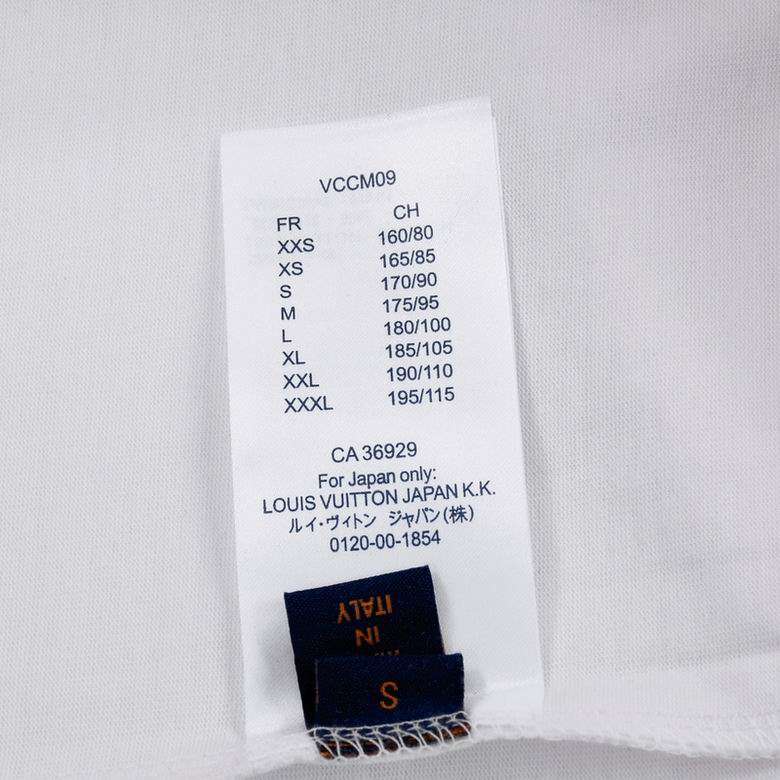 VCCM09
FR CH
XXS 160/80
XS 165/85
S 170/90
M 175/95
L 180/100
XL 185/105
XXL 190/110
XXXL 195/115
CA 36929
For Japan only:
LOUIS VUITTON JAPAN K.K.
ルイ・ヴィトン ジャパン(株)
0120-00-1854
IN
ITALY
S